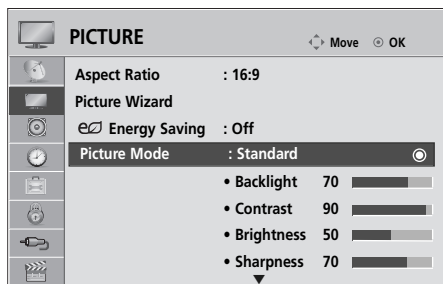 PICTURE
Move OK
Aspect Ratio : 16:9
Picture Wizard
Energy Saving : Off
Picture Mode : Standard
• Backlight 70
• Contrast 90
• Brightness 50
• Sharpness 70